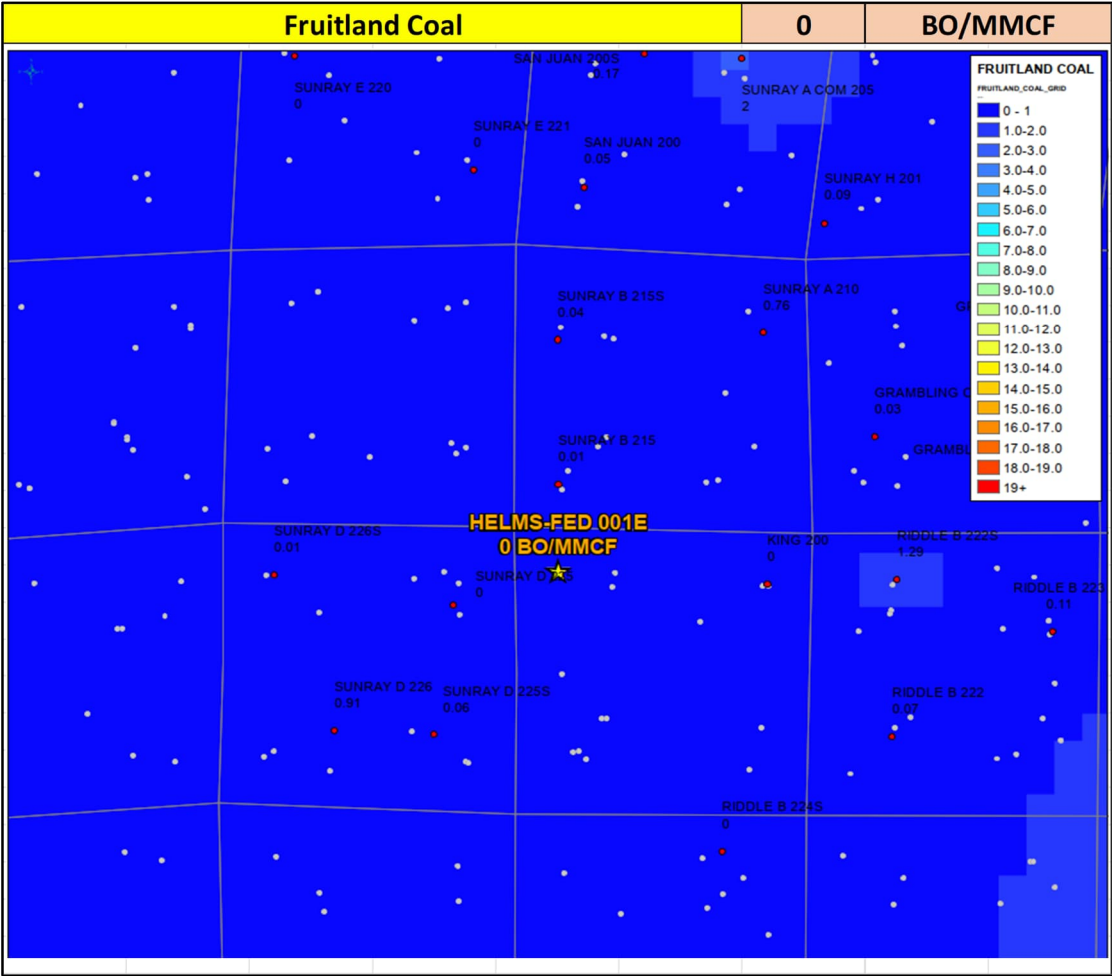 Fruitland Coal 0 BO/MMCF
SAN JUAN 200S
0.17
SUNRAY E 220
0
SUNRAY A COM 205
2
SUNRAY E 221
0
SAN JUAN 200
0.05
SUNRAY H 201
0.09
SUNRAY B 215S
0.04
SUNRAY A 210
0.76
GRAMBLING
0.03
SUNRAY B 215
0.01
HELMS-FED 001E
0 BO/MMCF
SUNRAY D 226S
0.01
SUNRAY D
0
KING 200
0
RIDDLE B 222S
1.29
RIDDLE B 223
0.11
SUNRAY D 226
0.91
SUNRAY D 225S
0.06
RIDDLE B 222
0.07
RIDDLE B 224S
0
FRUITLAND COAL
FRUITLAND_COAL_GRID
0 - 1
1.0-2.0
2.0-3.0
3.0-4.0
4.0-5.0
5.0-6.0
6.0-7.0
7.0-8.0
8.0-9.0
9.0-10.0
10.0-11.0
11.0-12.0
12.0-13.0
13.0-14.0
14.0-15.0
15.0-16.0
16.0-17.0
17.0-18.0
18.0-19.0
19+